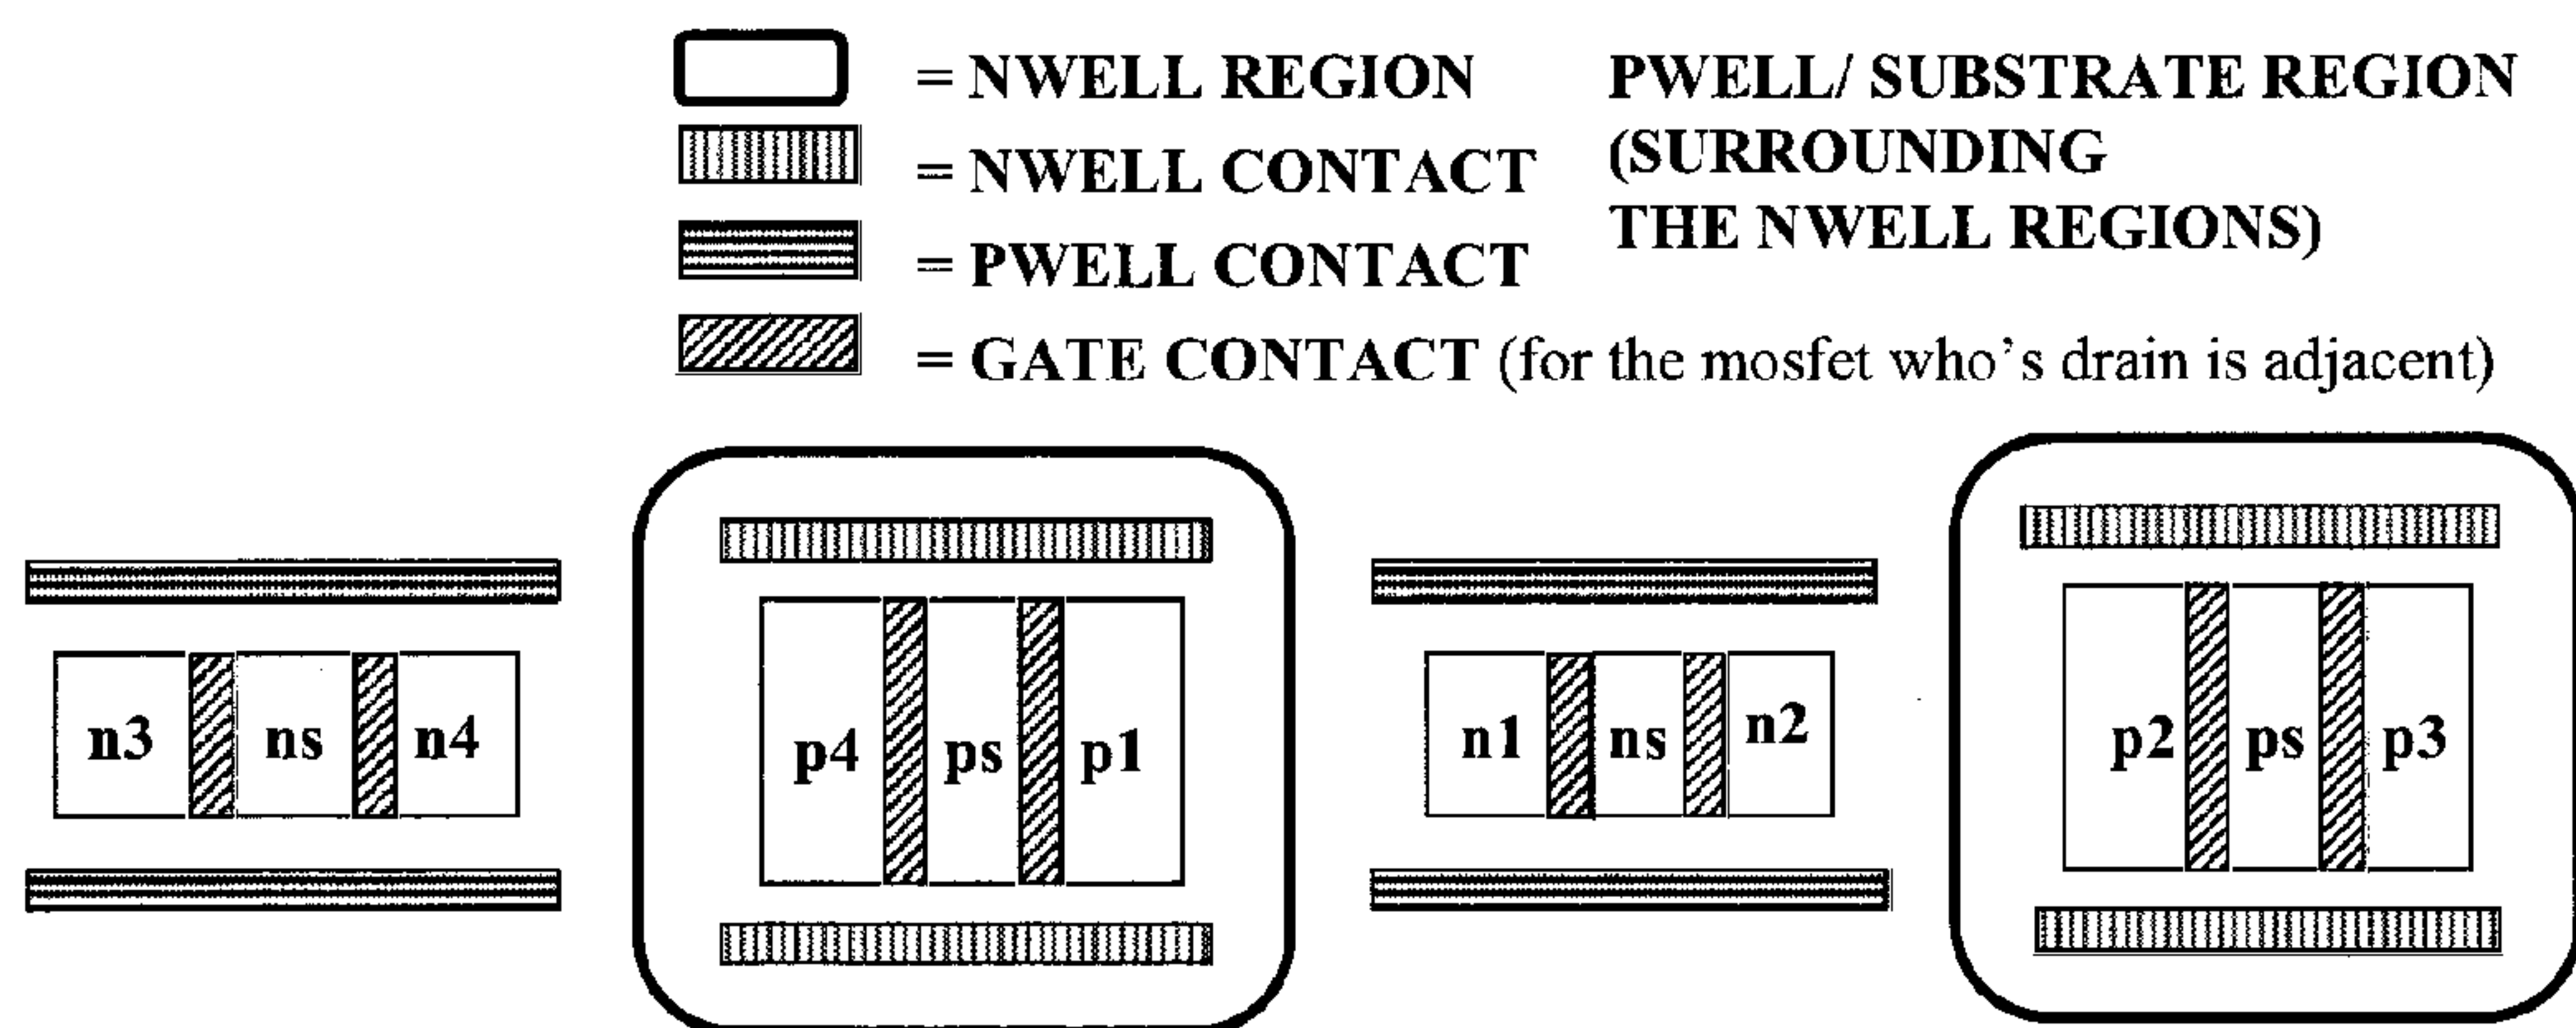 = NWELL REGION
= NWELL CONTACT
= PWELL CONTACT
= GATE CONTACT (for the mosfet who's drain is adjacent)
PWELL/ SUBSTRATE REGION
(SURROUNDING
THE NWELL REGIONS)
n3 ns n4 p4 ps p1 n1 ns n2 p2 ps p3